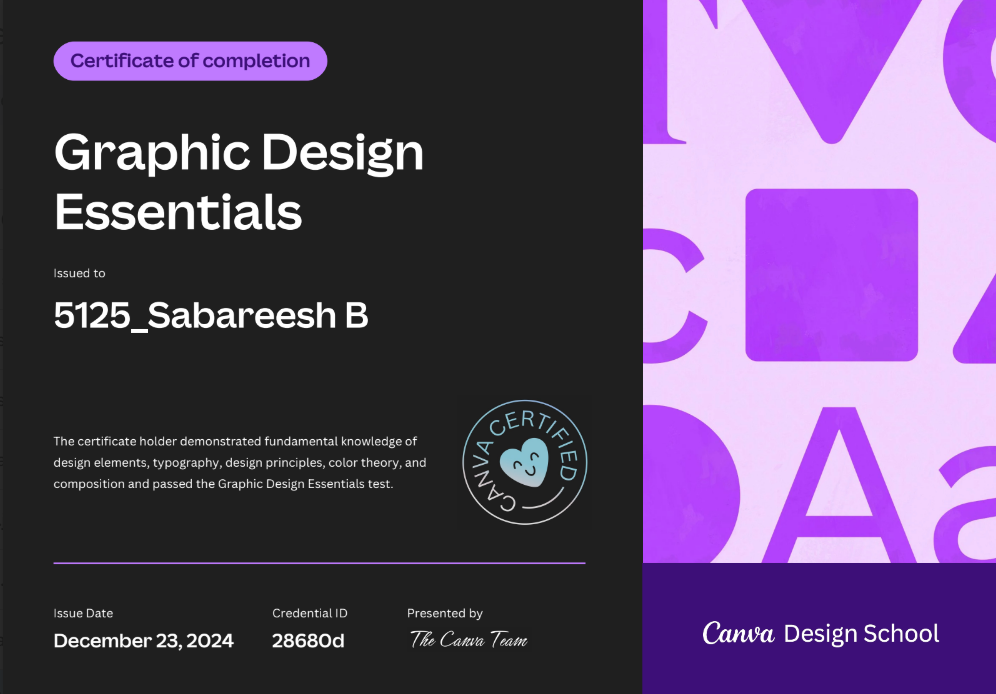 Certificate of completion
Graphic Design
Essentials
Issued to
5125_Sabareesh B
The certificate holder demonstrated fundamental knowledge of
design elements, typography, design principles, color theory, and
composition and passed the Graphic Design Essentials test.
CANVA CERTIFIED
Issue Date
December 23, 2024
Credential ID
28680d
Presented by
The Canva Team
c
A
Aa
Canva Design School